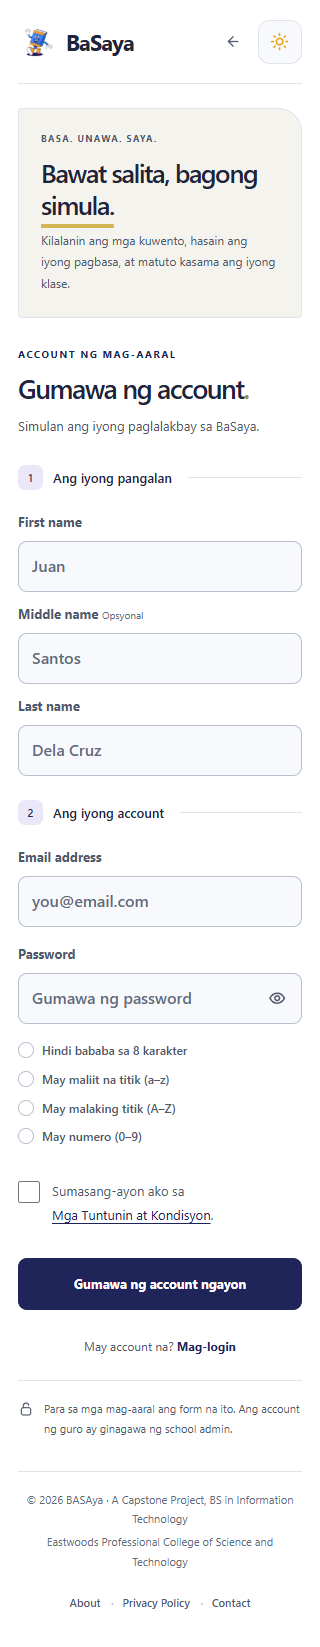 BaSaya
BASA. UNAWA. SAYA.
Bawat salita, bagong
simula.
Kilalanin ang mga kuwento, hasain ang
iyong pagbasa, at matuto kasama ang iyong
klase.
ACCOUNT NG MAG-AARAL
Gumawa ng account.
Simulan ang iyong paglalakbay sa BaSaya.
1 Ang iyong pangalan
First name
Juan
Middle name Opsyonal
Santos
Last name
Dela Cruz
2 Ang iyong account
Email address
you@email.com
Password
Gumawa ng password
Hindi bababa sa 8 karakter
May maliit na titik (a–z)
May malaking titik (A–Z)
May numero (0–9)
Sumasang-ayon ako sa
Mga Tuntunin at Kondisyon.
Gumawa ng account ngayon
May account na? Mag-login
Para sa mga mag-aaral ang form na ito. Ang account
ng guro ay ginagawa ng school admin.
© 2026 BASAya · A Capstone Project, BS in Information
Technology
Eastwoods Professional College of Science and
Technology
About · Privacy Policy · Contact